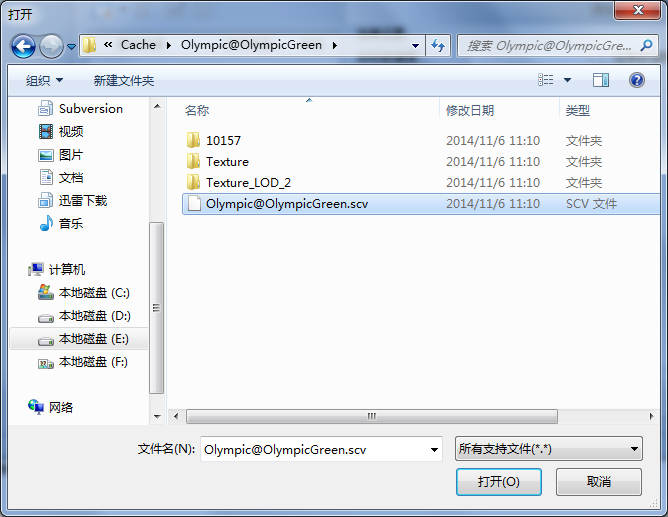 打开
« Cache ▸ Olympic@OlympicGreen ▸
搜索 Olympic@OlympicGre...
组织
新建文件夹
名称 修改日期 类型
Subversion
视频
图片
文档
迅雷下载
音乐
计算机
本地磁盘 (C:)
本地磁盘 (D:)
本地磁盘 (E:)
本地磁盘 (F:)
网络
10157 2014/11/6 11:10 文件夹
Texture 2014/11/6 11:10 文件夹
Texture_LOD_2 2014/11/6 11:10 文件夹
Olympic@OlympicGreen.scv 2014/11/6 11:10 SCV 文件
文件名(N): Olympic@OlympicGreen.scv 所有支持文件(*.*)
打开(O) 取消